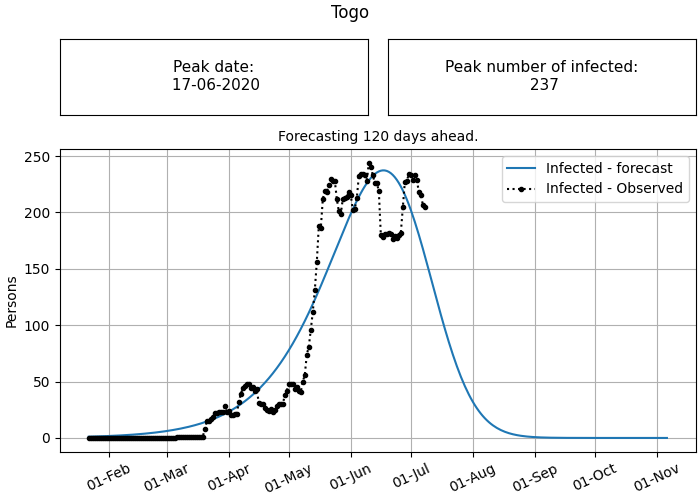 Togo
Peak date:
17-06-2020
Peak number of infected:
237
Forecasting 120 days ahead.
Infected - forecast
Infected - Observed
250
200
150
100
50
0
Persons
01-Feb
01-Mar
01-Apr
01-May
01-Jun
01-Jul
01-Aug
01-Sep
01-Oct
01-Nov